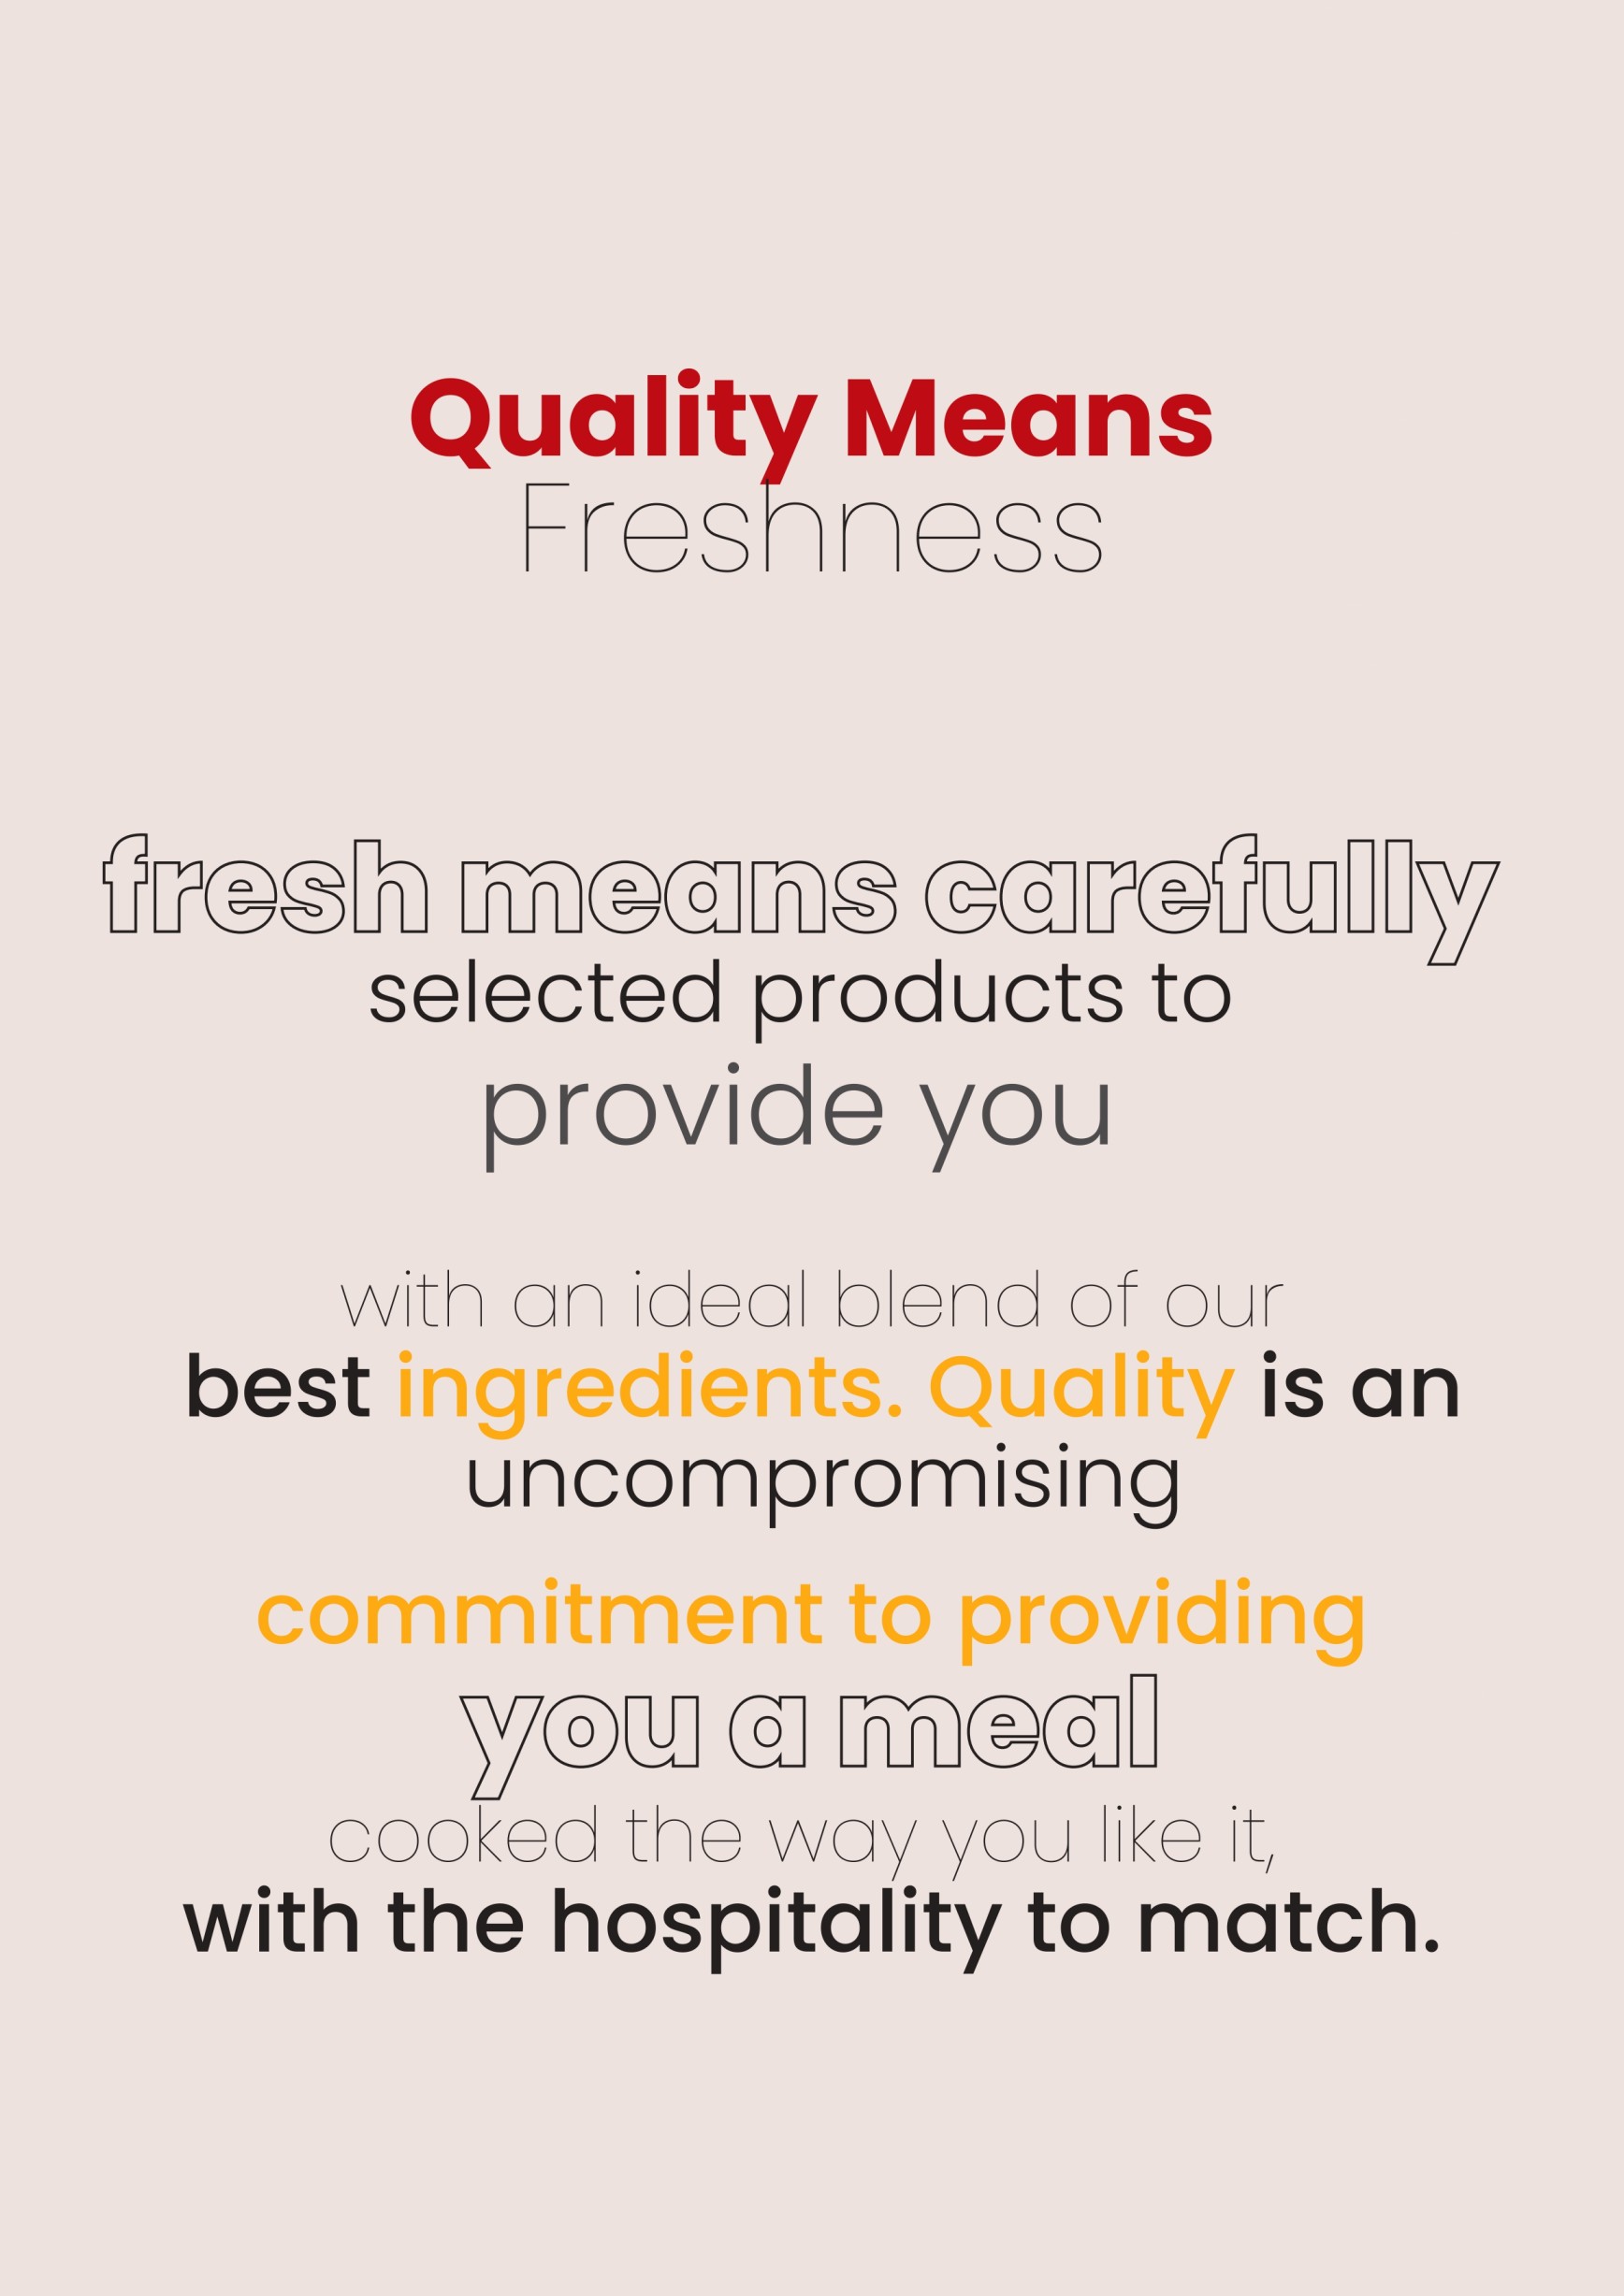 Quality Means
Freshness
fresh means carefully
selected products to
provide you
with an ideal blend of our
best ingredients. Quality is an
uncompromising
commitment to providing
you a meal
cooked the way you like it,
with the hospitality to match.